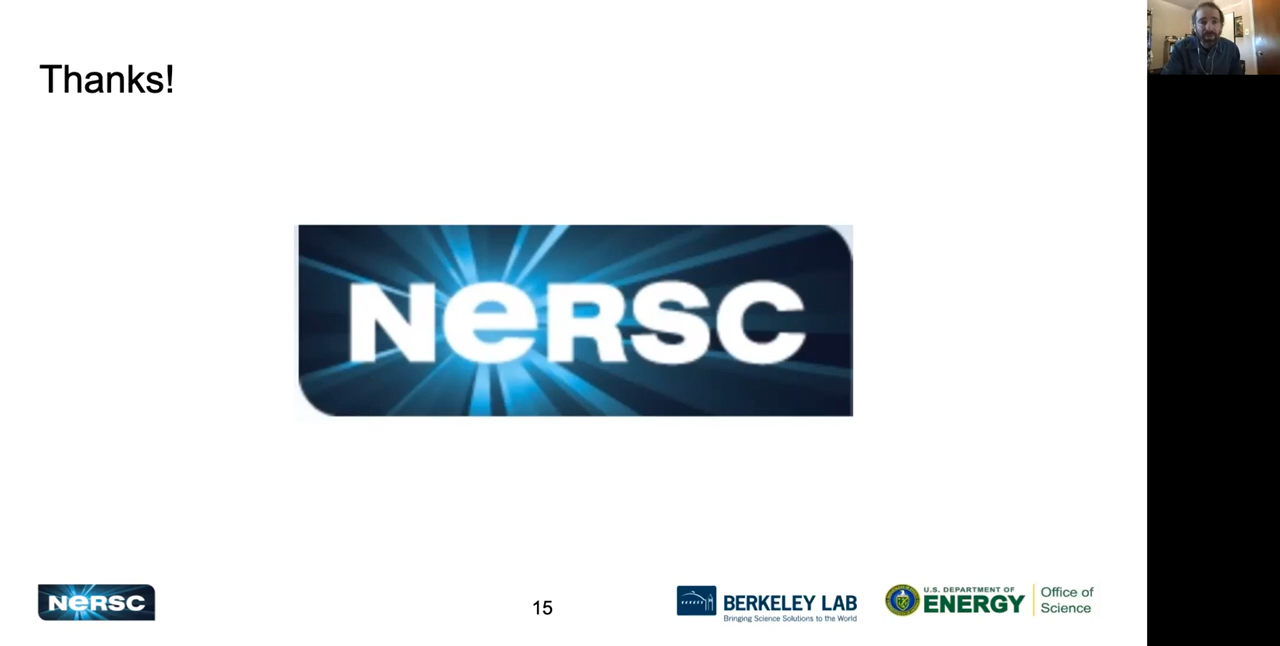 Thanks!
NERSC
NERSC
15
BERKELEY LAB
Bringing Science Solutions to the World
U.S. DEPARTMENT OF
ENERGY
Office of
Science